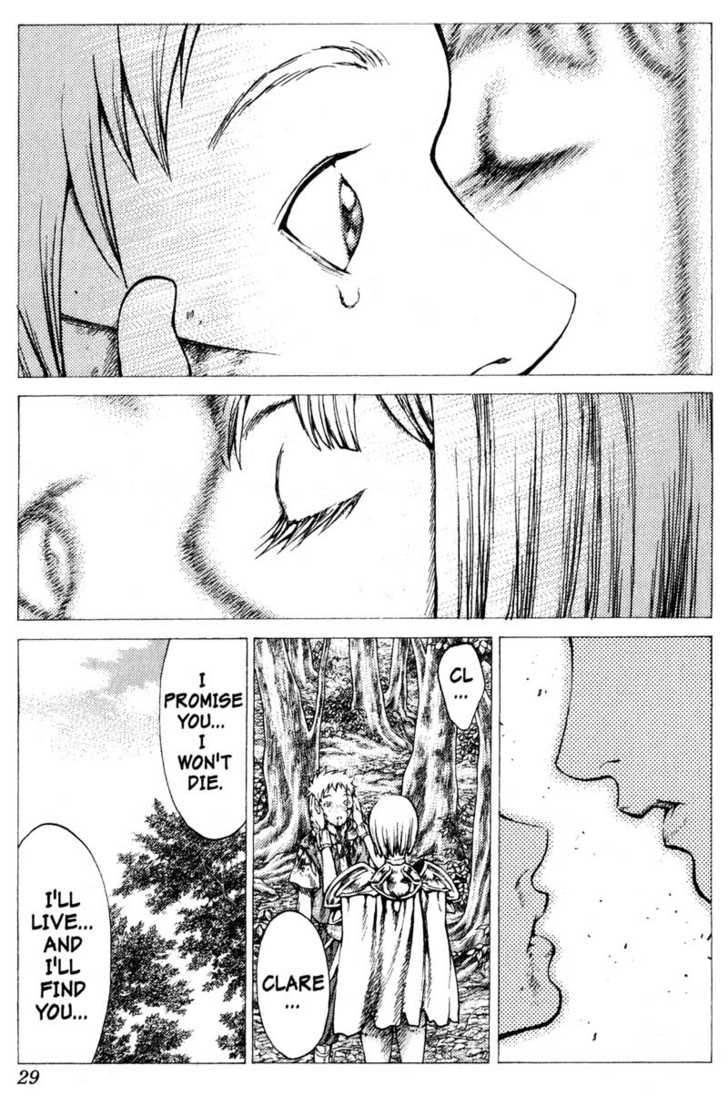 CL
...
CLARE
...
I
PROMISE
YOU...
I
WON'T
DIE.
I'LL
LIVE...
AND
I'LL
FIND
YOU...
29